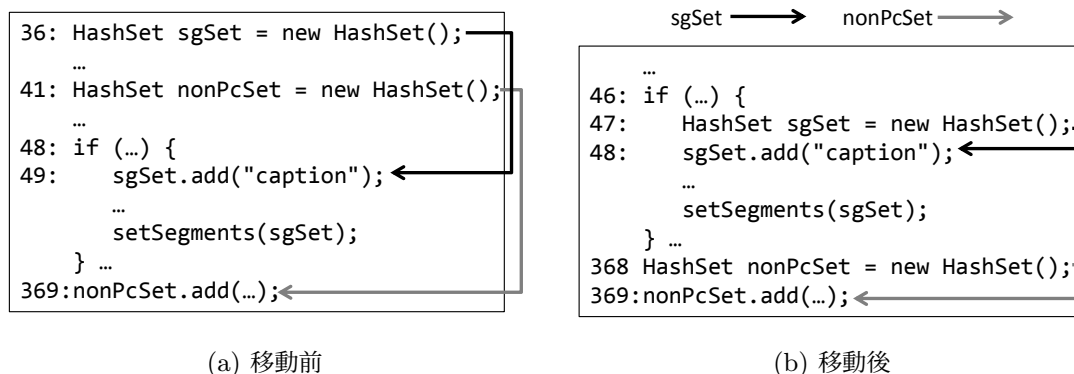 36: HashSet sgSet = new HashSet();
…
41: HashSet nonPcSet = new HashSet();
…
48: if (…) {
49: sgSet.add("caption");
…
setSegments(sgSet);
} …
369:nonPcSet.add(…);
(a) 移動前
sgSet nonPcSet
…
46: if (…) {
47: HashSet sgSet = new HashSet();
48: sgSet.add("caption");
…
setSegments(sgSet);
} …
368 HashSet nonPcSet = new HashSet();
369:nonPcSet.add(…);
(b) 移動後